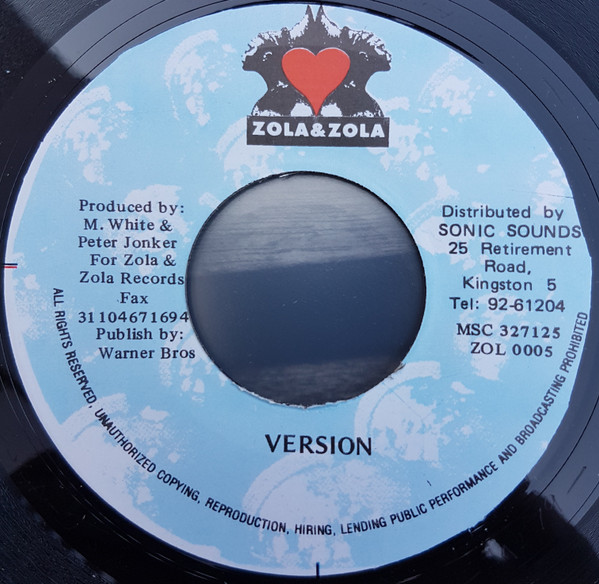 ZOLA&ZOLA
Produced by:
M. White &
Peter Jonker
For Zola &
Zola Records
Fax
31104671694
Publish by:
Warner Bros
Distributed by
SONIC SOUNDS
25 Retirement
Road,
Kingston 5
Tel: 92-61204
MSC 327125
ZOL 0005
VERSION
ALL RIGHTS RESERVED, UNAUTHORIZED COPYING, REPRODUCTION, HIRING, LENDING PUBLIC PERFORMANCE AND BROADCASTING PROHIBITED